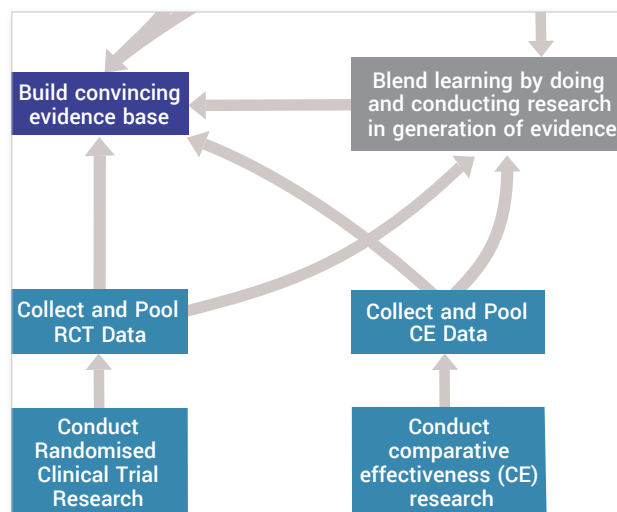 Build convincing
evidence base
Blend learning by doing
and conducting research
in generation of evidence
Collect and Pool
RCT Data
Collect and Pool
CE Data
Conduct
Randomised
Clinical Trial
Research
Conduct
comparative
effectiveness (CE)
research